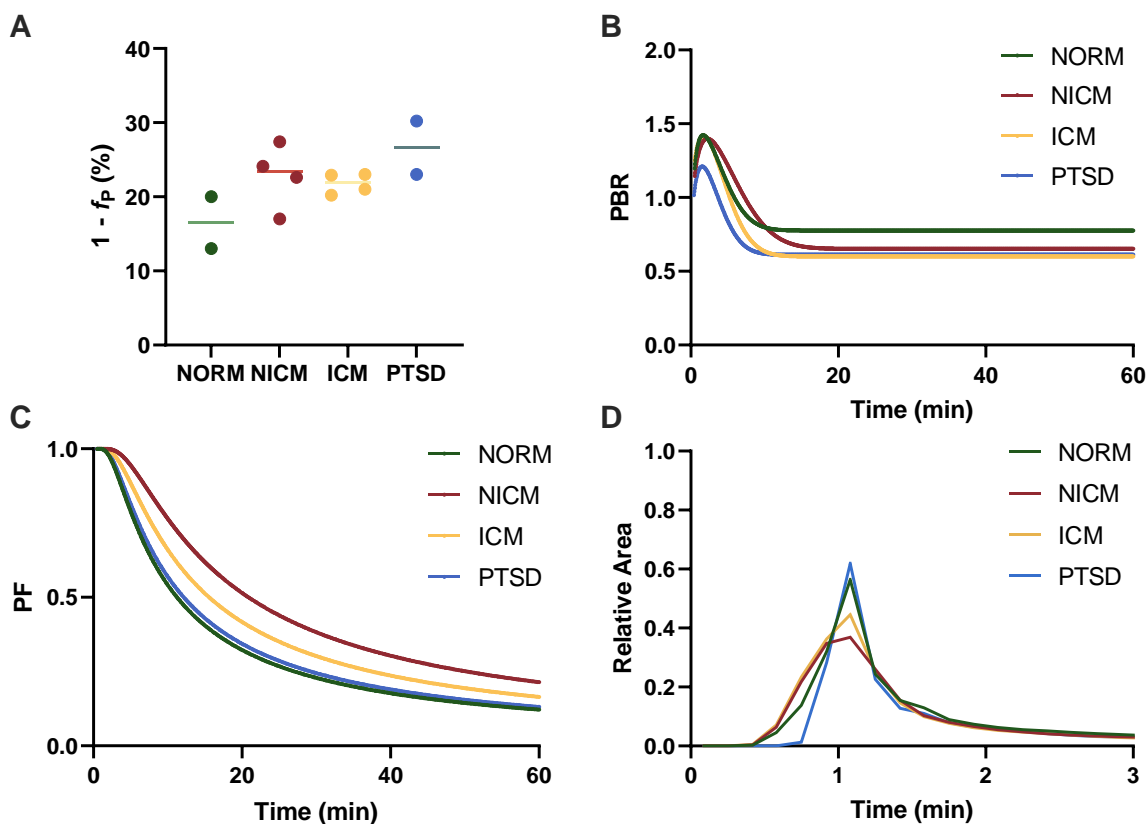 A
1 - fP (%)
40
30
20
10
0
NORM NICM ICM PTSD
B
PBR
2.0
1.5
1.0
0.5
0.0
0 20 40 60
Time (min)
NORM
NICM
ICM
PTSD
C
PF
1.0
0.5
0.0
0 20 40 60
Time (min)
NORM
NICM
ICM
PTSD
D
Relative Area
1.0
0.8
0.6
0.4
0.2
0.0
0 1 2 3
Time (min)
NORM
NICM
ICM
PTSD